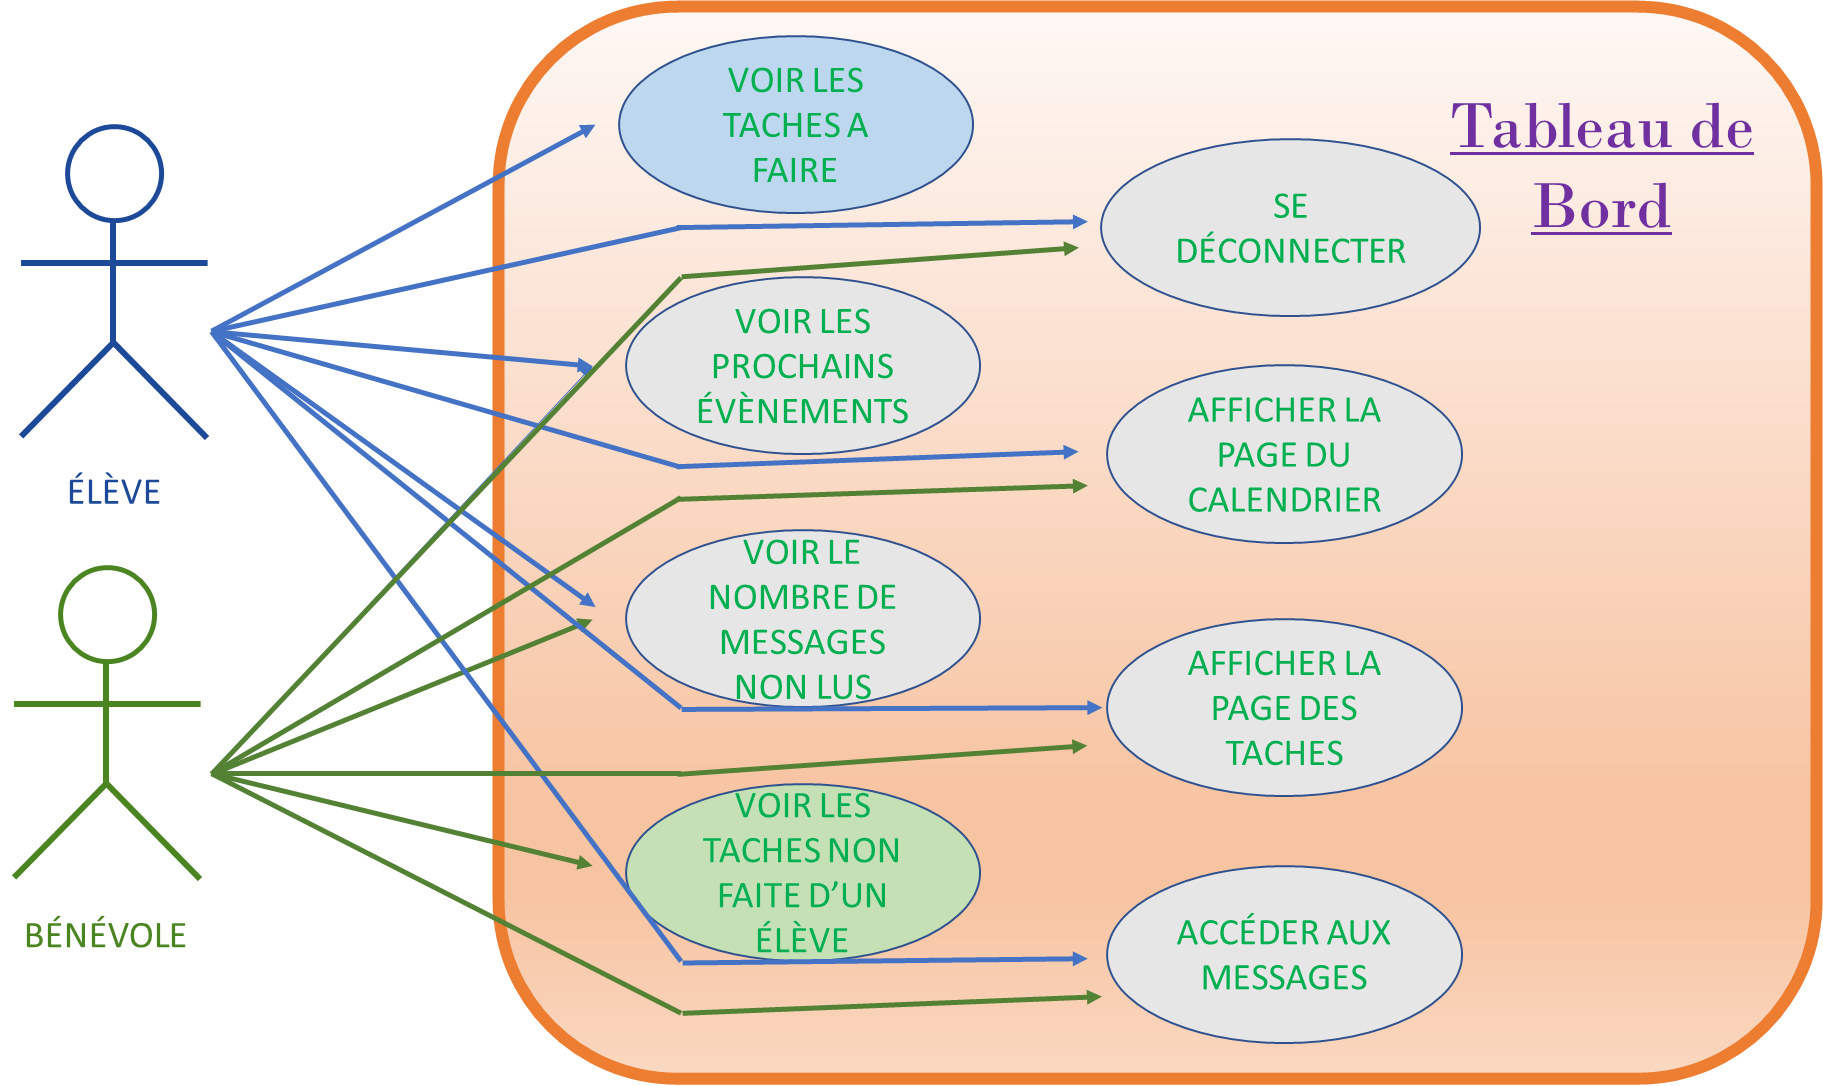 VOIR LES
TACHES A
FAIRE
Tableau de
Bord
SE
DÉCONNECTER
VOIR LES
PROCHAINS
ÉVÈNEMENTS
AFFICHER LA
PAGE DU
CALENDRIER
ÉLÈVE
VOIR LE
NOMBRE DE
MESSAGES
NON LUS
AFFICHER LA
PAGE DES
TACHES
VOIR LES
TACHES NON
FAITE D’UN
ÉLÈVE
BÉNÉVOLE
ACCÉDER AUX
MESSAGES